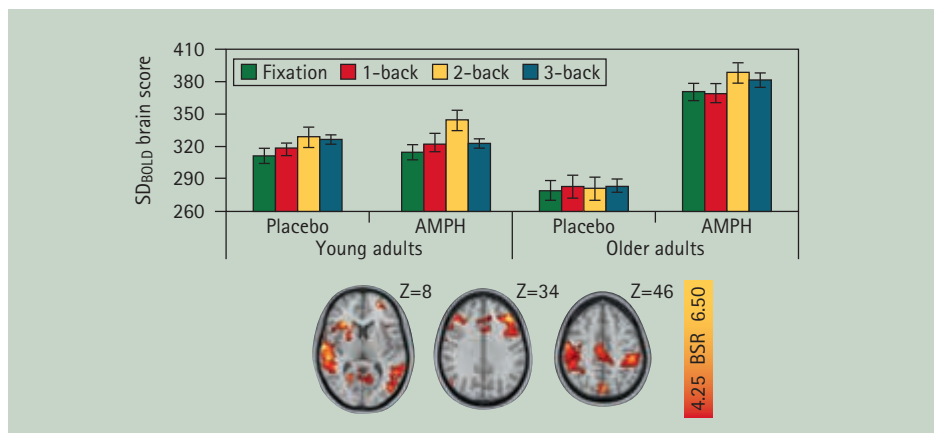 410
380
350
320
290
260
SD_BOLD brain score
Fixation 1-back 2-back 3-back
Placebo AMPH Placebo AMPH
Young adults Older adults
Z=8 Z=34 Z=46
4.25 BSR 6.50